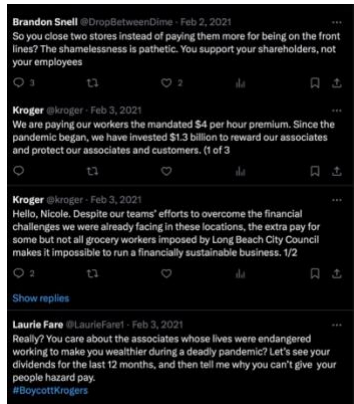 Brandon Snell @DropBetweenDime · Feb 2, 2021
So you close two stores instead of paying them more for being on the front
lines? The shamelessness is pathetic. You support your shareholders, not
your employees
3 2
Kroger @kroger · Feb 3, 2021
We are paying our workers the mandated $4 per hour premium. Since the
pandemic began, we have invested $1.3 billion to reward our associates
and protect our associates and customers. (1 of 3
Kroger @kroger · Feb 3, 2021
Hello, Nicole. Despite our teams' efforts to overcome the financial
challenges we were already facing in these locations, the extra pay for
some but not all grocery workers imposed by Long Beach City Council
makes it impossible to run a financially sustainable business. 1/2
2
Show replies
Laurie Fare @LaurieFare1 · Feb 3, 2021
Really? You care about the associates whose lives were endangered
working to make you wealthier during a deadly pandemic? Let's see your
dividends for the last 12 months, and then tell me why you can't give your
people hazard pay.
#BoycottKrogers